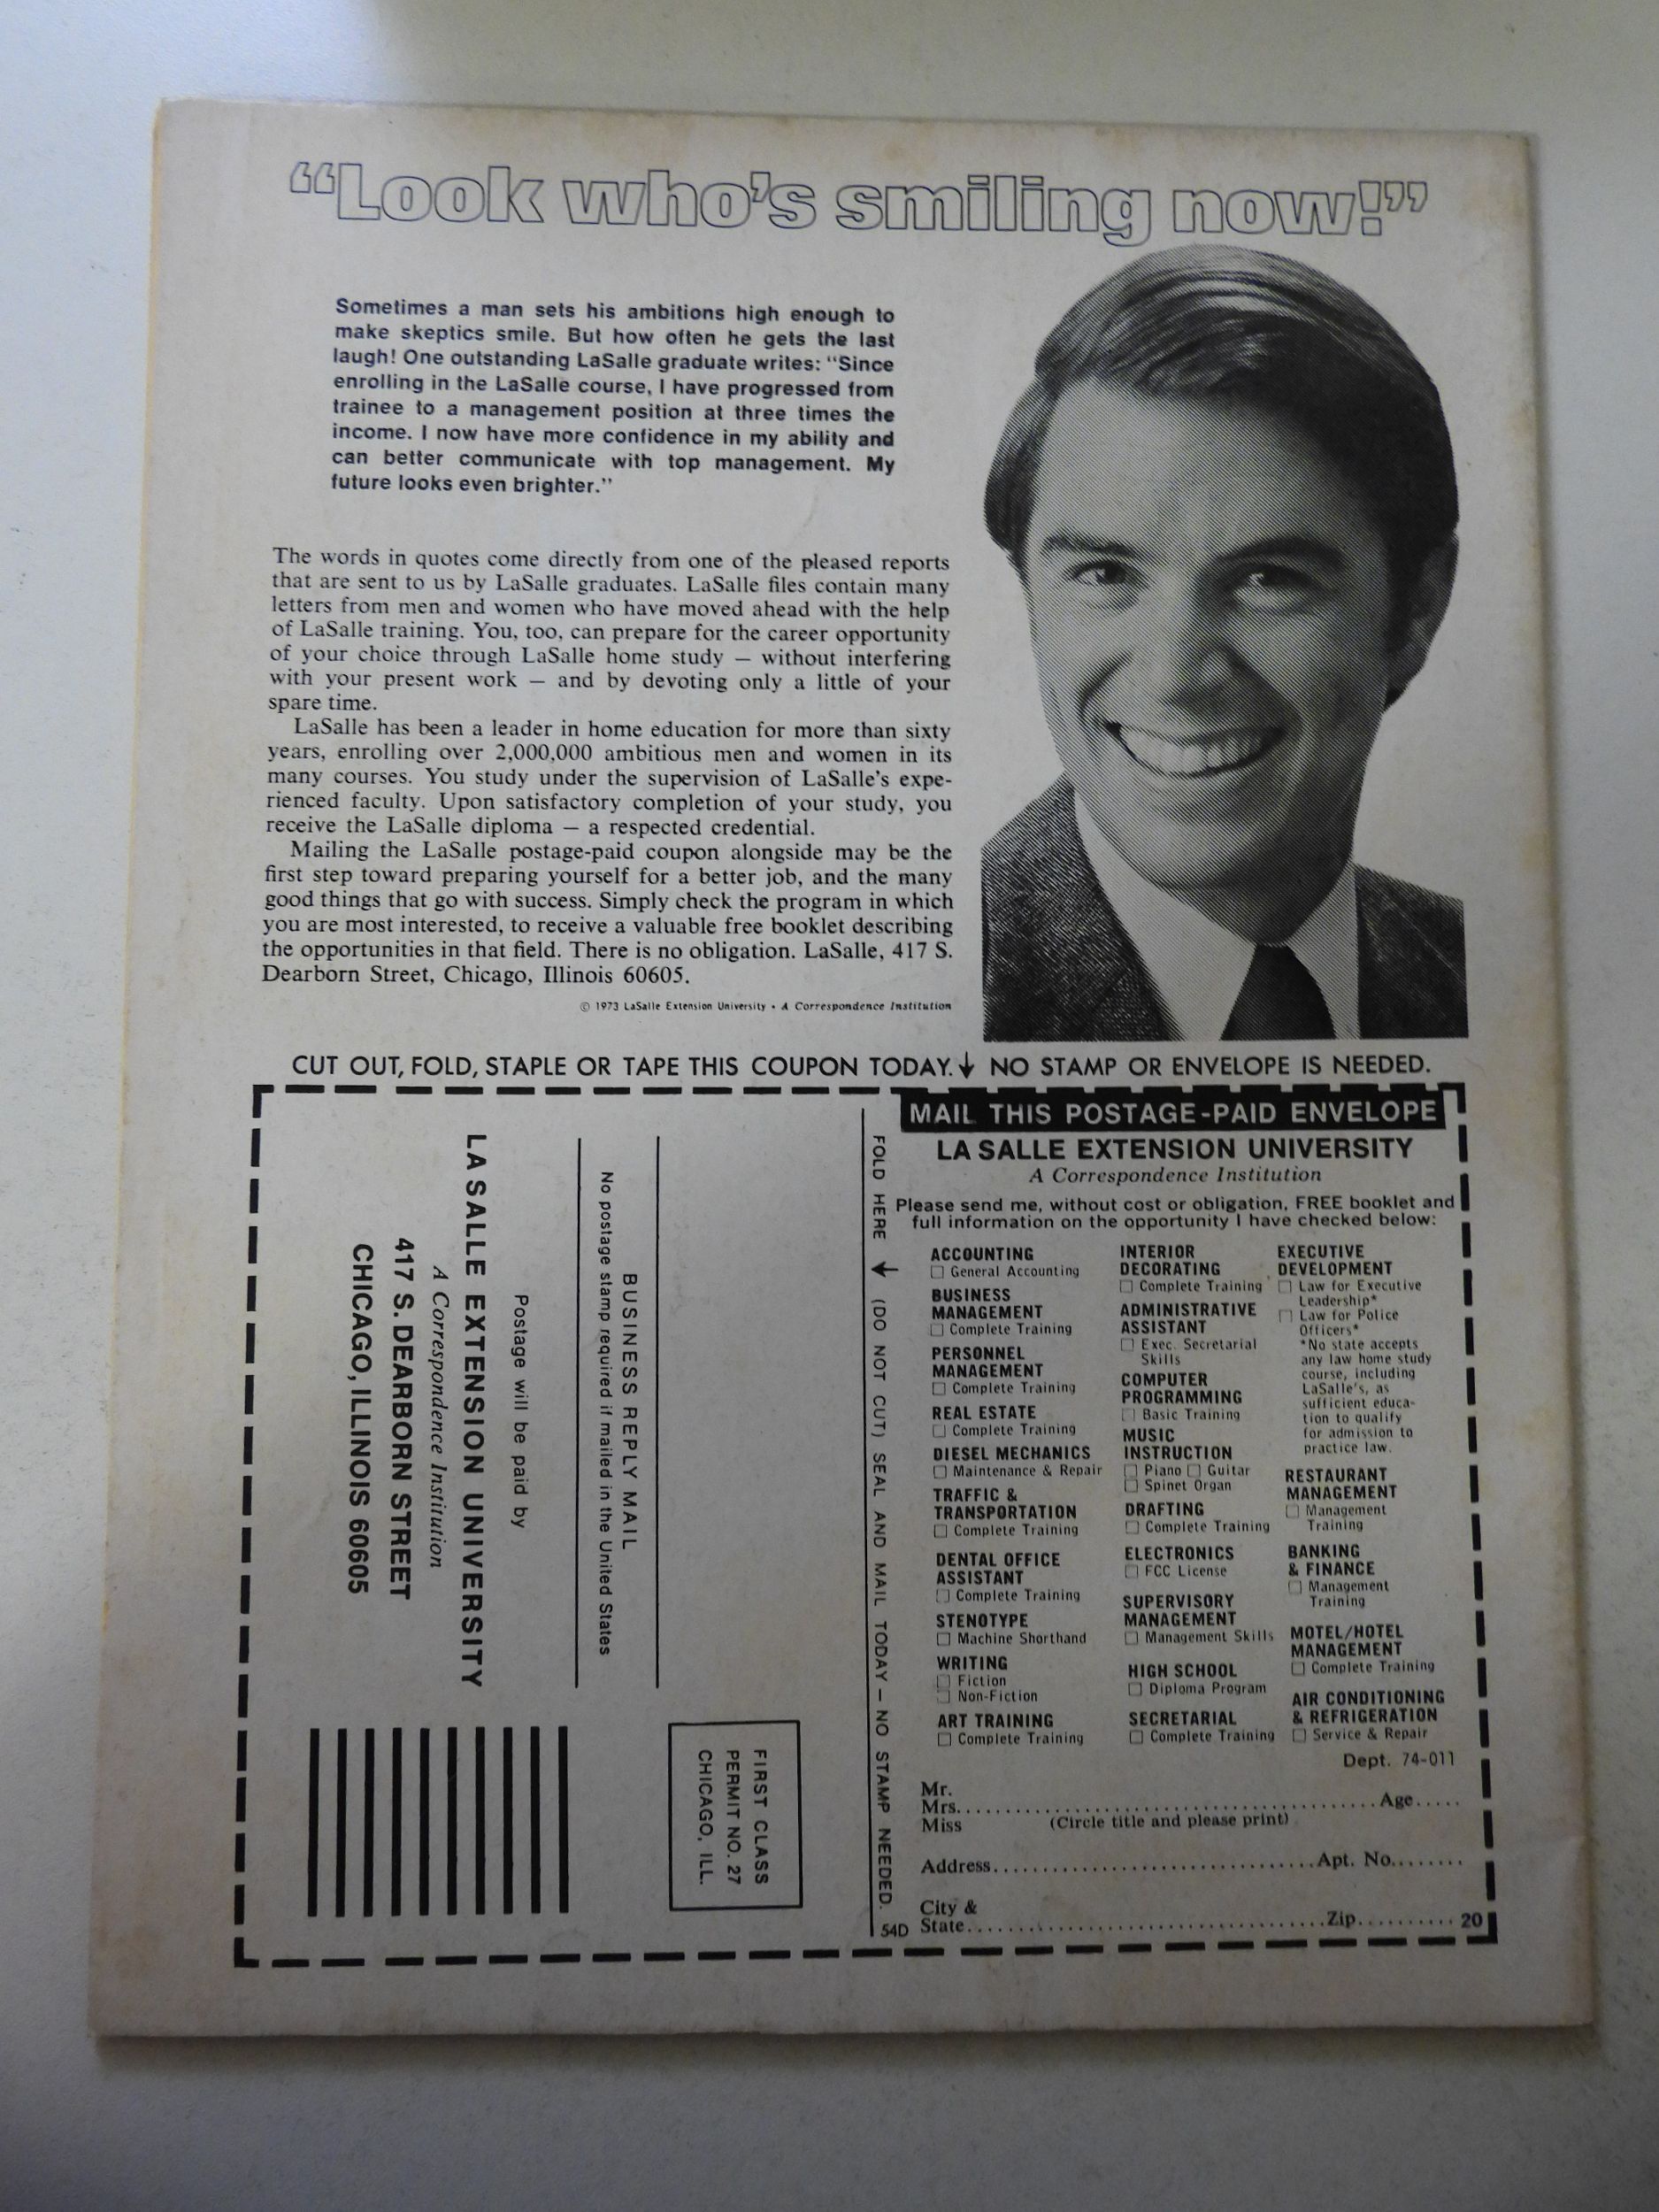 “Look who’s smiling now!”
Sometimes a man sets his ambitions high enough to
make skeptics smile. But how often he gets the last
laugh! One outstanding LaSalle graduate writes: “Since
enrolling in the LaSalle course, I have progressed from
trainee to a management position at three times the
income. I now have more confidence in my ability and
can better communicate with top management. My
future looks even brighter.”
The words in quotes come directly from one of the pleased reports
that are sent to us by LaSalle graduates. LaSalle files contain many
letters from men and women who have moved ahead with the help
of LaSalle training. You, too, can prepare for the career opportunity
of your choice through LaSalle home study — without interfering
with your present work — and by devoting only a little of your
spare time.
LaSalle has been a leader in home education for more than sixty
years, enrolling over 2,000,000 ambitious men and women in its
many courses. You study under the supervision of LaSalle’s expe-
rienced faculty. Upon satisfactory completion of your study, you
receive the LaSalle diploma — a respected credential.
Mailing the LaSalle postage-paid coupon alongside may be the
first step toward preparing yourself for a better job, and the many
good things that go with success. Simply check the program in which
you are most interested, to receive a valuable free booklet describing
the opportunities in that field. There is no obligation. LaSalle, 417 S.
Dearborn Street, Chicago, Illinois 60605.
© 1973 LaSalle Extension University • A Correspondence Institution
CUT OUT, FOLD, STAPLE OR TAPE THIS COUPON TODAY.↓ NO STAMP OR ENVELOPE IS NEEDED.
FIRST CLASS
PERMIT NO. 27
CHICAGO, ILL.
BUSINESS REPLY MAIL
No postage stamp required if mailed in the United States
Postage will be paid by
LA SALLE EXTENSION UNIVERSITY
A Correspondence Institution
417 S. DEARBORN STREET
CHICAGO, ILLINOIS 60605
FOLD HERE ↓ (DO NOT CUT) SEAL AND MAIL TODAY — NO STAMP NEEDED.
54D
MAIL THIS POSTAGE-PAID ENVELOPE
LA SALLE EXTENSION UNIVERSITY
A Correspondence Institution
Please send me, without cost or obligation, FREE booklet and
full information on the opportunity I have checked below:
ACCOUNTING
☐ General Accounting
BUSINESS
MANAGEMENT
☐ Complete Training
PERSONNEL
MANAGEMENT
☐ Complete Training
REAL ESTATE
☐ Complete Training
DIESEL MECHANICS
☐ Maintenance & Repair
TRAFFIC &
TRANSPORTATION
☐ Complete Training
DENTAL OFFICE
ASSISTANT
☐ Complete Training
STENOTYPE
☐ Machine Shorthand
WRITING
☐ Fiction
☐ Non-Fiction
ART TRAINING
☐ Complete Training
INTERIOR
DECORATING
☐ Complete Training
ADMINISTRATIVE
ASSISTANT
☐ Exec. Secretarial
Skills
COMPUTER
PROGRAMMING
☐ Basic Training
MUSIC
INSTRUCTION
☐ Piano ☐ Guitar
☐ Spinet Organ
DRAFTING
☐ Complete Training
ELECTRONICS
☐ FCC License
SUPERVISORY
MANAGEMENT
☐ Management Skills
HIGH SCHOOL
☐ Diploma Program
SECRETARIAL
☐ Complete Training
EXECUTIVE
DEVELOPMENT
☐ Law for Executive
Leadership*
☐ Law for Police
Officers*
*No state accepts
any law home study
course, including
LaSalle’s, as
sufficient educa-
tion to qualify
for admission to
practice law.
RESTAURANT
MANAGEMENT
☐ Management
Training
BANKING
& FINANCE
☐ Management
Training
MOTEL/HOTEL
MANAGEMENT
☐ Complete Training
AIR CONDITIONING
& REFRIGERATION
☐ Service & Repair
Dept. 74-011
Mr.
Mrs. Age
Miss (Circle title and please print)
Address Apt. No.
City &
State Zip 20